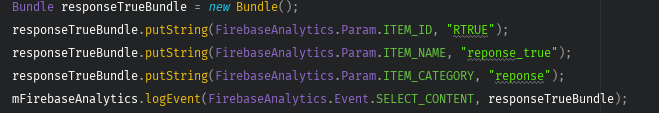 Bundle responseTrueBundle = new Bundle();
responseTrueBundle.putString(FirebaseAnalytics.Param.ITEM_ID, "RTRUE");
responseTrueBundle.putString(FirebaseAnalytics.Param.ITEM_NAME, "reponse_true");
responseTrueBundle.putString(FirebaseAnalytics.Param.ITEM_CATEGORY, "reponse");
mFirebaseAnalytics.logEvent(FirebaseAnalytics.Event.SELECT_CONTENT, responseTrueBundle);